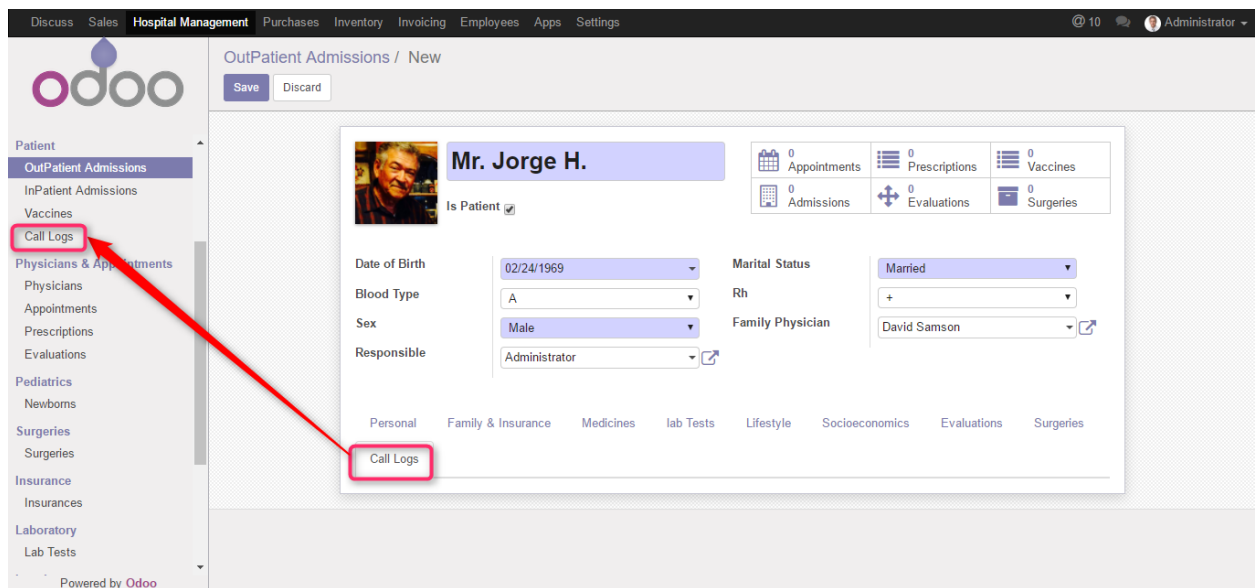 Discuss Sales Hospital Management Purchases Inventory Invoicing Employees Apps Settings @ 10 Administrator
odoo
OutPatient Admissions / New
Save Discard
Patient
OutPatient Admissions
InPatient Admissions
Vaccines
Call Logs
Physicians & Appointments
Physicians
Appointments
Prescriptions
Evaluations
Pediatrics
Newborns
Surgeries
Surgeries
Insurance
Insurances
Laboratory
Lab Tests
Powered by Odoo
Mr. Jorge H.
Is Patient
0 Appointments
0 Prescriptions
0 Vaccines
0 Admissions
0 Evaluations
0 Surgeries
Date of Birth 02/24/1969 Marital Status Married
Blood Type A Rh +
Sex Male Family Physician David Samson
Responsible Administrator
Personal Family & Insurance Medicines lab Tests Lifestyle Socioeconomics Evaluations Surgeries
Call Logs